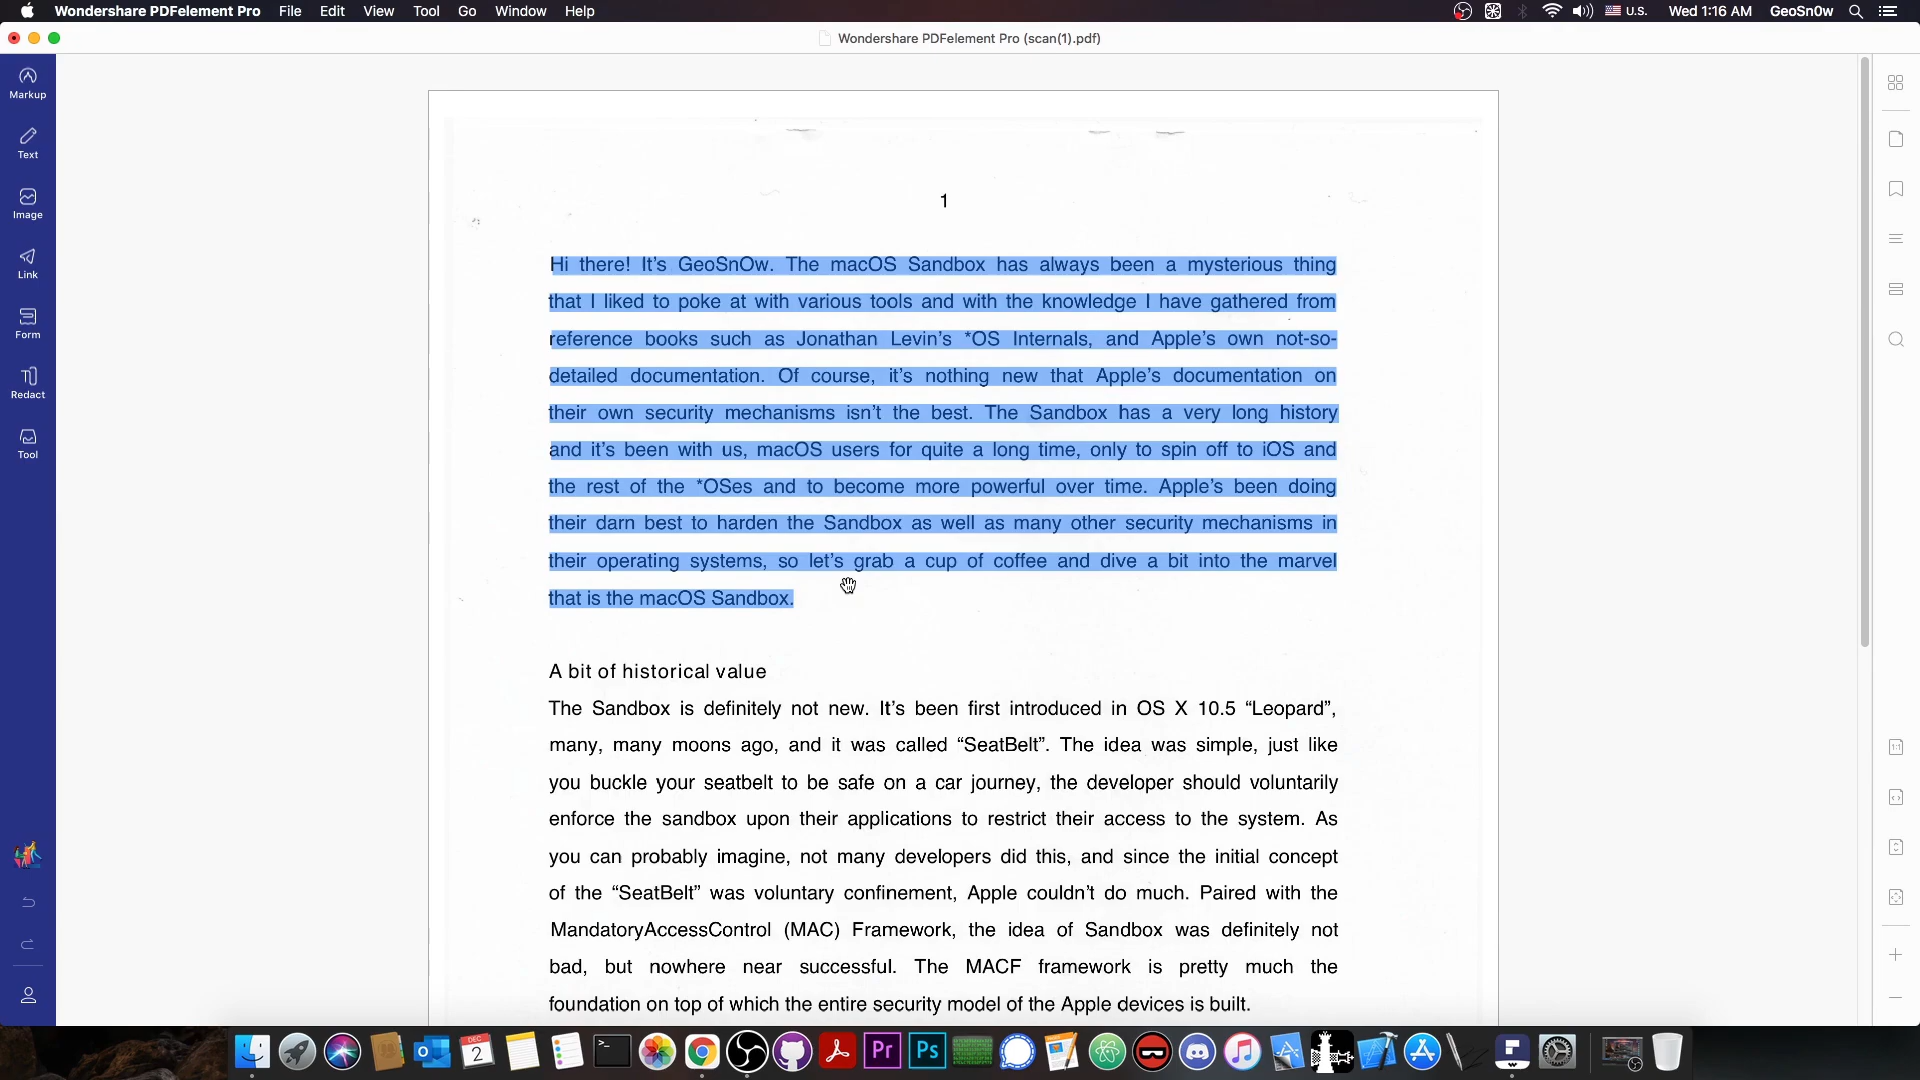 Wondershare PDFelement Pro File Edit View Tool Go Window Help U.S. Wed 1:16 AM GeoSn0w
Wondershare PDFelement Pro (scan(1).pdf)
Markup
Text
Image
Link
Form
Redact
Tool
1
Hi there! It's GeoSnOw. The macOS Sandbox has always been a mysterious thing
that I liked to poke at with various tools and with the knowledge I have gathered from
reference books such as Jonathan Levin's *OS Internals, and Apple's own not-so-
detailed documentation. Of course, it's nothing new that Apple's documentation on
their own security mechanisms isn't the best. The Sandbox has a very long history
and it's been with us, macOS users for quite a long time, only to spin off to iOS and
the rest of the *OSes and to become more powerful over time. Apple's been doing
their darn best to harden the Sandbox as well as many other security mechanisms in
their operating systems, so let's grab a cup of coffee and dive a bit into the marvel
that is the macOS Sandbox.
A bit of historical value
The Sandbox is definitely not new. It's been first introduced in OS X 10.5 “Leopard”,
many, many moons ago, and it was called “SeatBelt”. The idea was simple, just like
you buckle your seatbelt to be safe on a car journey, the developer should voluntarily
enforce the sandbox upon their applications to restrict their access to the system. As
you can probably imagine, not many developers did this, and since the initial concept
of the “SeatBelt” was voluntary confinement, Apple couldn't do much. Paired with the
MandatoryAccessControl (MAC) Framework, the idea of Sandbox was definitely not
bad, but nowhere near successful. The MACF framework is pretty much the
foundation on top of which the entire security model of the Apple devices is built.
DEC
2
Pr
Ps